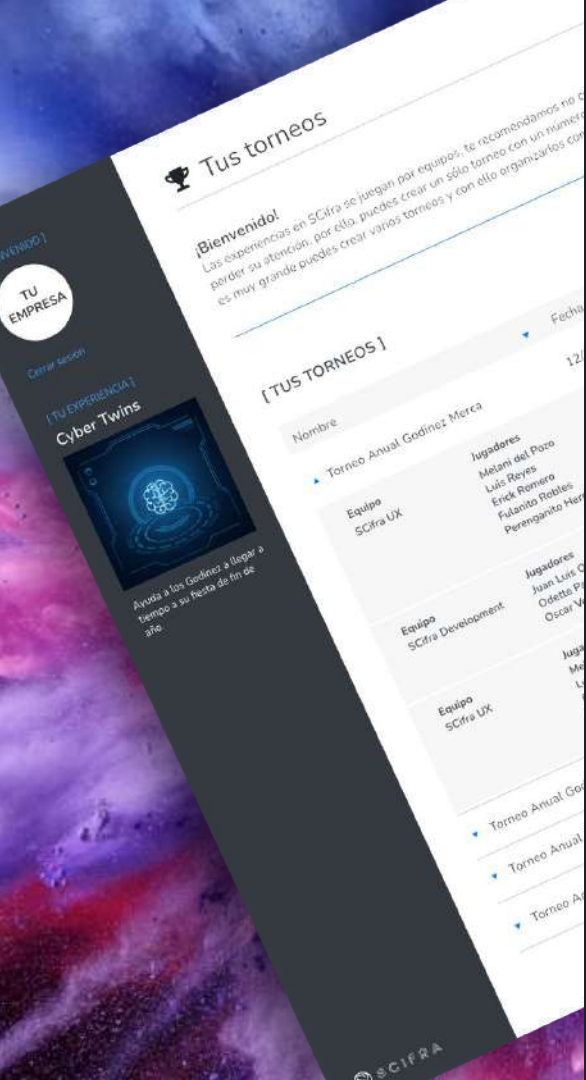 VENIDO ]
TU
EMPRESA
Cerrar sesión
[ TU EXPERIENCIA ]
Cyber Twins
Ayuda a los Godínez a llegar a
tiempo a su fiesta de fin de
año.
SCIFRA
Tus torneos
¡Bienvenido!
Las experiencias en SCifra se juegan por equipos, te recomendamos no
perder su atención, por ello, puedes crear un sólo torneo con un número
es muy grande puedes crear varios torneos y con ello organizarlos
[ TUS TORNEOS ]
Nombre
Fecha
Torneo Anual Godínez Merca
12/
Equipo
SCifra UX
Jugadores
Melani del Pozo
Luis Reyes
Erick Romero
Fulanito Robles
Perenganito
Equipo
SCifra Development
Jugadores
Juan Luis
Odette
Oscar
Equipo
SCifra UX
Torneo Anual
Torneo Anual
Torneo